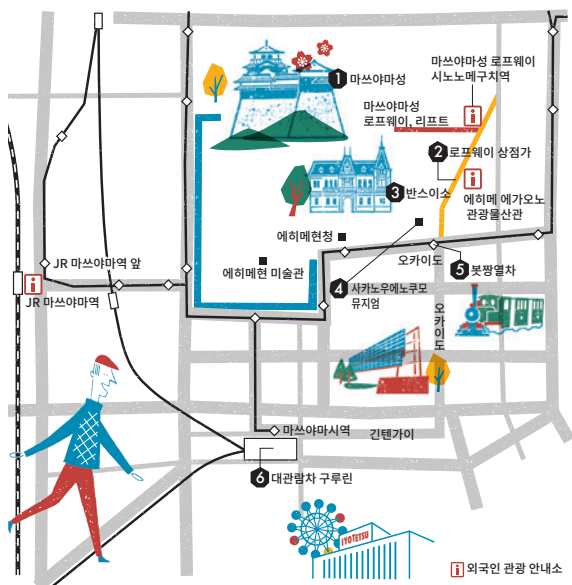 마쓰야마성 로프웨이
시노노메구치역
1 마쓰야마성
마쓰야마성
로프웨이, 리프트
2 로프웨이 상점가
3 반스이소
에히메 에가오노
관광물산관
에히메현청
오카이도
5 봇짱열차
JR 마쓰야마역 앞
에히메현 미술관
4 사카노우에노쿠모
뮤지엄
JR 마쓰야마역
오카이도
마쓰야마시역
긴텐가이
6 대관람차 구루린
IYOTETSU
외국인 관광 안내소